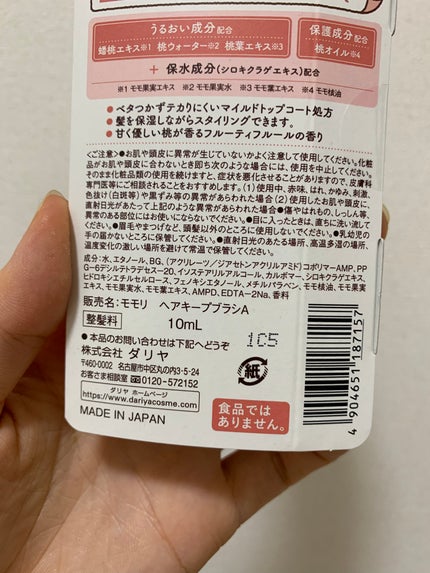 うるおい成分配合
保護成分配合
蟠桃エキス※1 桃ウォーター※2 桃葉エキス※3
桃オイル※4
+ 保水成分(シロキクラゲエキス)配合
※1 モモ果実エキス ※2 モモ果実水 ※3 モモ葉エキス ※4 モモ核油
●ベタつかずテカりにくいマイルドトップコート処方
●髪を保湿しながらスタイリングできます。
●甘く優しい桃が香るフルーティフルールの香り
<ご注意>●お肌や頭皮に異常が生じていないかよく注意して使用してください。化粧
品がお肌や頭皮に合わないとき即ち次のような場合には、使用を中止してください。
そのまま化粧品類の使用を続けますと、症状を悪化させることがありますので、皮膚科
専門医等にご相談されることをおすすめします。(1)使用中、赤味、はれ、かゆみ、刺激、
色抜け(白斑等)や黒ずみ等の異常があらわれた場合(2)使用したお肌や頭皮に
直射日光があたって上記のような異常があらわれた場合●傷やはれもの、しっしん等、
異常のある部位にはお使いにならないでください。●目に入ったときは、直ちに洗い流して
ください。●眉毛やまつげなど、頭髪以外のところに使用しないでください。●乳幼児の
手の届かないところに保管してください。●直射日光のあたる場所、高温多湿の場所、
温度変化の激しい場所を避けて常温で保管してください。
成分:水、エタノール、BG、(アクリレーツ/ジアセトンアクリルアミド)コポリマーAMP、PP
G-6デシルテトラデセス-20、イソステアリルアルコール、カルボマー、シロキクラゲエキス、
ヒドロキシエチルセルロース、フェノキシエタノール、メチルパラベン、モモ核油、モモ果実
エキス、モモ果実水、モモ葉エキス、AMPD、EDTA-2Na、香料
販売名:モモリ ヘアキープブラシA
整髪料 10mL
1C5
●本品のお問い合わせは下記へどうぞ
株式会社 ダリヤ
〒460-0002 名古屋市中区丸の内3-5-24
お客さま相談室 0120-572152
ダリヤ ホームページ
https://www.dariyacosme.com
MADE IN JAPAN
紙
食品では
ありません。
4 904651 187157